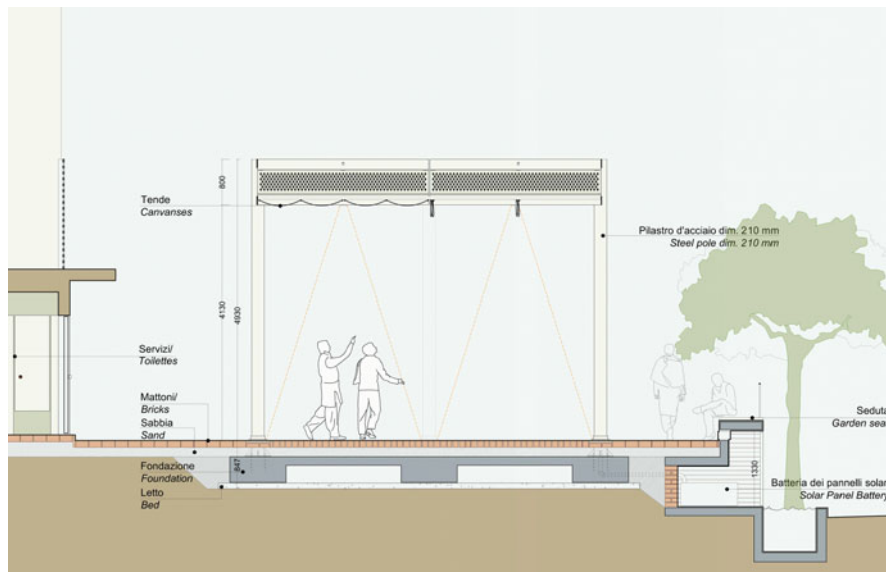 Tende
Canvanses
800
4130
4930
Pilastro d'acciaio dim. 210 mm
Steel pole dim. 210 mm
Servizi/
Toilettes
Mattoni/
Bricks
Sabbia
Sand
Fondazione
Foundation
847
Letto
Bed
Seduta
Garden sea
1330
Batteria dei pannelli solar
Solar Panel Battery